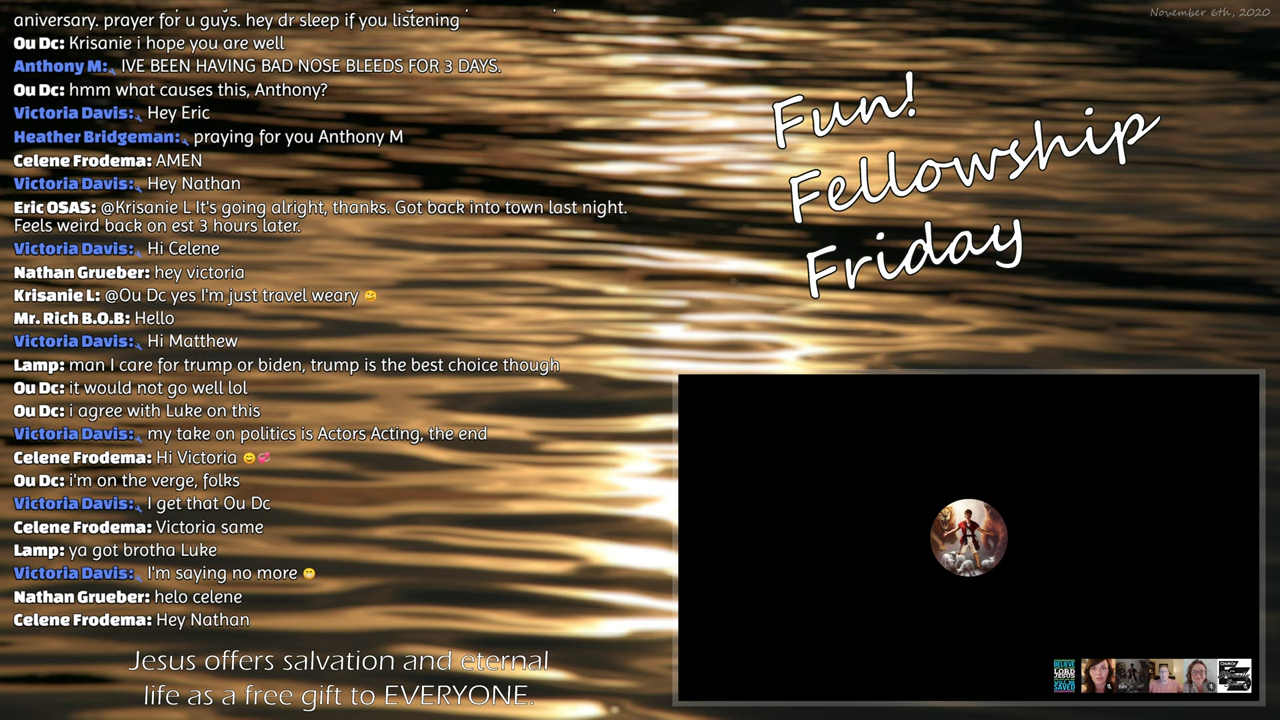 aniversary. prayer for u guys. hey dr sleep if you listening
Ou Dc: Krisanie i hope you are well
Anthony M: IVE BEEN HAVING BAD NOSE BLEEDS FOR 3 DAYS.
Ou Dc: hmm what causes this, Anthony?
Victoria Davis: Hey Eric
Heather Bridgeman: praying for you Anthony M
Celene Frodema: AMEN
Victoria Davis: Hey Nathan
Eric OSAS: @Krisanie L It's going alright, thanks. Got back into town last night.
Feels weird back on est 3 hours later.
Victoria Davis: Hi Celene
Nathan Grueber: hey victoria
Krisanie L: @Ou Dc yes I'm just travel weary 🤔
Mr. Rich B.O.B: Hello
Victoria Davis: Hi Matthew
Lamp: man I care for trump or biden, trump is the best choice though
Ou Dc: it would not go well lol
Ou Dc: i agree with Luke on this
Victoria Davis: my take on politics is Actors Acting, the end
Celene Frodema: Hi Victoria 😊💞
Ou Dc: i'm on the verge, folks
Victoria Davis: I get that Ou Dc
Celene Frodema: Victoria same
Lamp: ya got brotha Luke
Victoria Davis: I'm saying no more 🤭
Nathan Grueber: helo celene
Celene Frodema: Hey Nathan
Jesus offers salvation and eternal
life as a free gift to EVERYONE.
November 6th, 2020
Fun!
Fellowship
Friday
BELIEVE
LORD
JESUS
SAVED
CHURCH